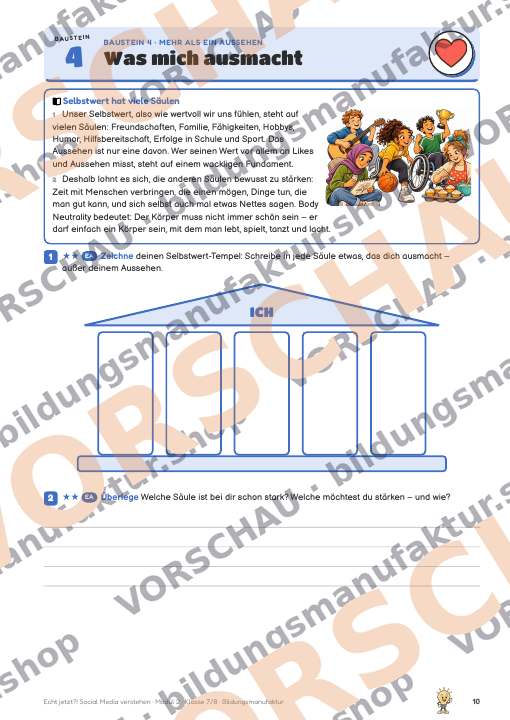 BAUSTEIN
4
BAUSTEIN 4 · MEHR ALS EIN AUSSEHEN
Was mich ausmacht
Selbstwert hat viele Säulen
1 Unser Selbstwert, also wie wertvoll wir uns fühlen, steht auf
vielen Säulen: Freundschaften, Familie, Fähigkeiten, Hobbys,
Humor, Hilfsbereitschaft, Erfolge in Schule und Sport. Das
Aussehen ist nur eine davon. Wer seinen Wert vor allem an Likes
und Aussehen misst, steht auf einem wackligen Fundament.
2 Deshalb lohnt es sich, die anderen Säulen bewusst zu stärken:
Zeit mit Menschen verbringen, die einen mögen, Dinge tun, die
man gut kann, und sich selbst auch mal etwas Nettes sagen. Body
Neutrality bedeutet: Der Körper muss nicht immer schön sein – er
darf einfach ein Körper sein, mit dem man lebt, spielt, tanzt und lacht.
1 ★★ EA Zeichne deinen Selbstwert-Tempel: Schreibe in jede Säule etwas, das dich ausmacht –
außer deinem Aussehen.
ICH
2 ★★ EA Überlege Welche Säule ist bei dir schon stark? Welche möchtest du stärken – und wie?
Echt jetzt?! Social Media verstehen · Modul 2 · Klasse 7/8 · Bildungsmanufaktur
10
VORSCHAU · bildungsmanufaktur.shop